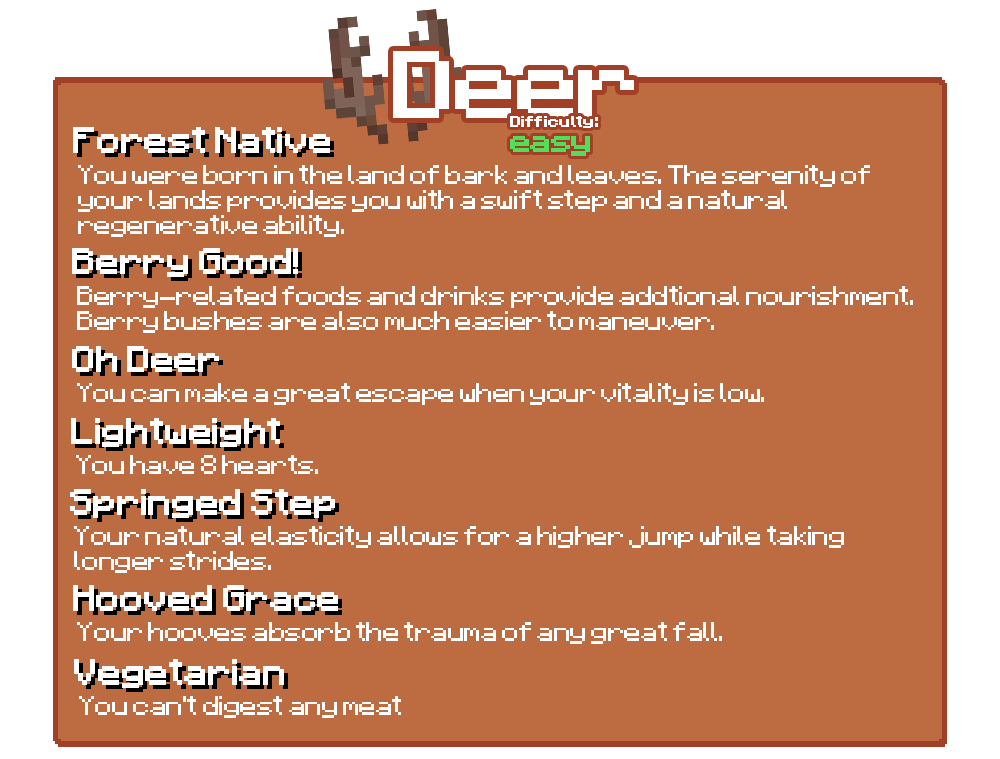 Deer
Difficulty:
easy
Forest Native
You were born in the land of bark and leaves. The serenity of
your lands provides you with a swift step and a natural
regenerative ability.
Berry Good!
Berry-related foods and drinks provide addtional nourishment.
Berry bushes are also much easier to maneuver.
Oh Deer
You can make a great escape when your vitality is low.
Lightweight
You have 8 hearts.
Springed Step
Your natural elasticity allows for a higher jump while taking
longer strides.
Hooved Grace
Your hooves absorb the trauma of any great fall.
Vegetarian
You can't digest any meat